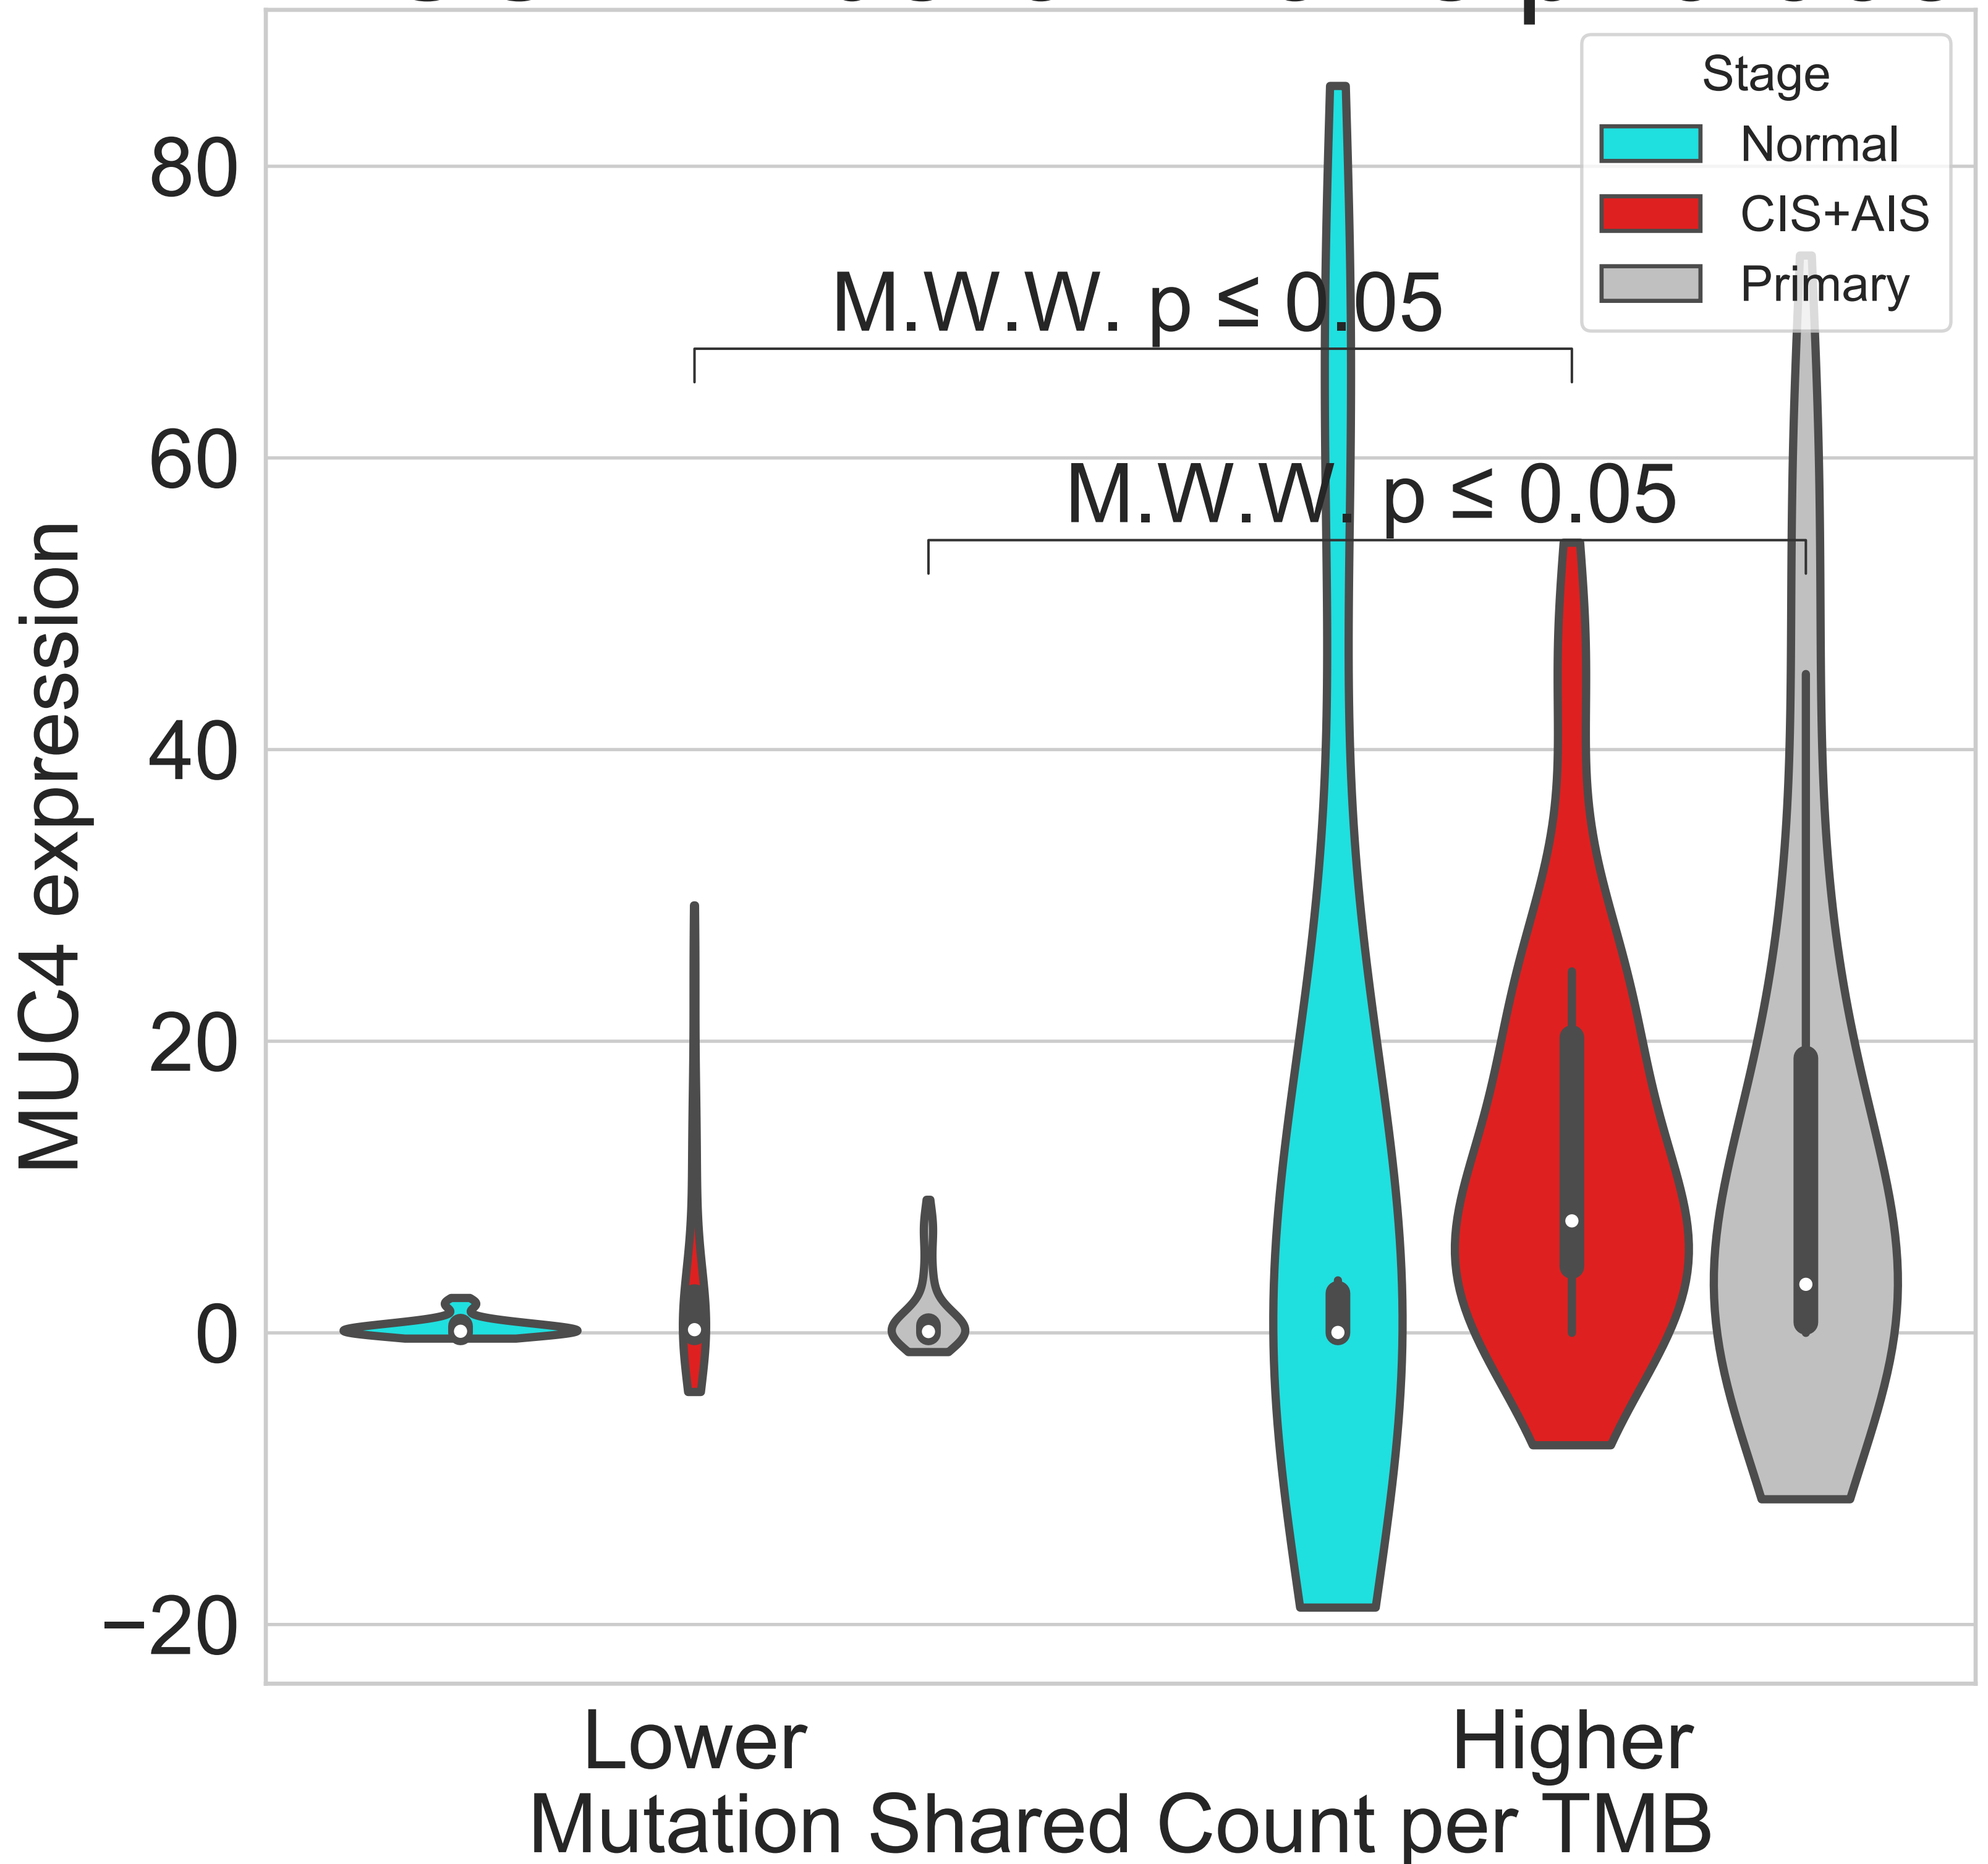 Stage
Normal
CIS+AIS
Primary
80
60
40
20
0
−20
M.W.W. p ≤ 0.05
M.W.W. p ≤ 0.05
MUC4 expression
Lower
Higher
Mutation Shared Count per TMB